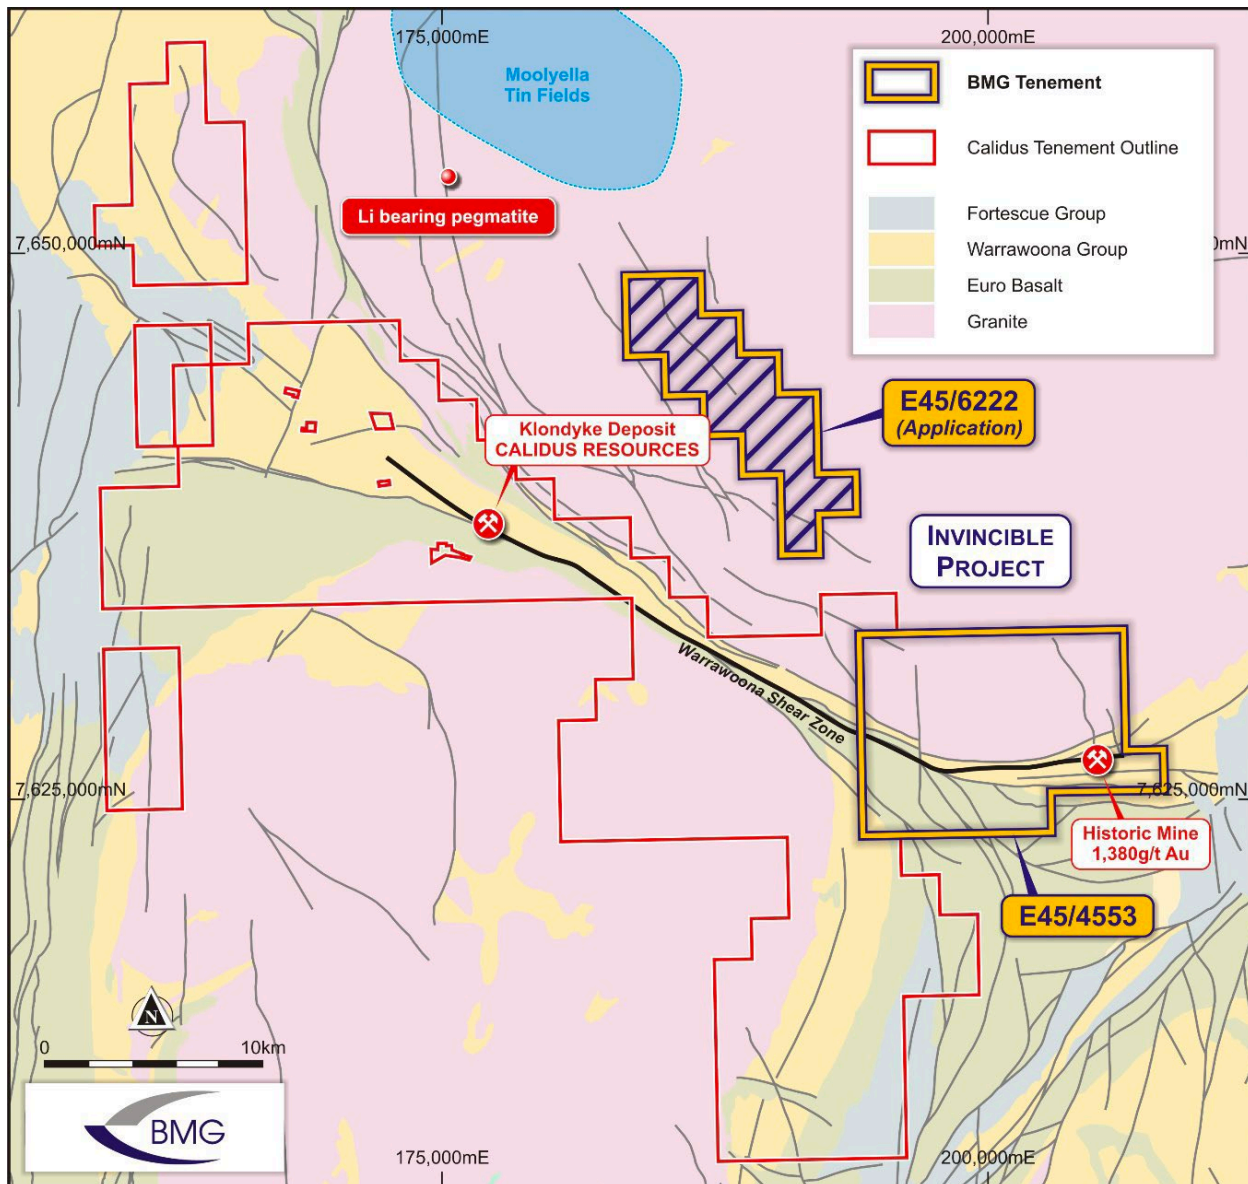 175,000mE
200,000mE
Moolyella
Tin Fields
BMG Tenement
Calidus Tenement Outline
Fortescue Group
Warrawoona Group
Euro Basalt
Granite
Li bearing pegmatite
7,650,000mN
0mN
E45/6222
(Application)
Klondyke Deposit
CALIDUS RESOURCES
INVINCIBLE
PROJECT
Warrawoona Shear Zone
7,625,000mN
7,625,000mN
Historic Mine
1,380g/t Au
E45/4553
N
0 10km
BMG
175,000mE
200,000mE